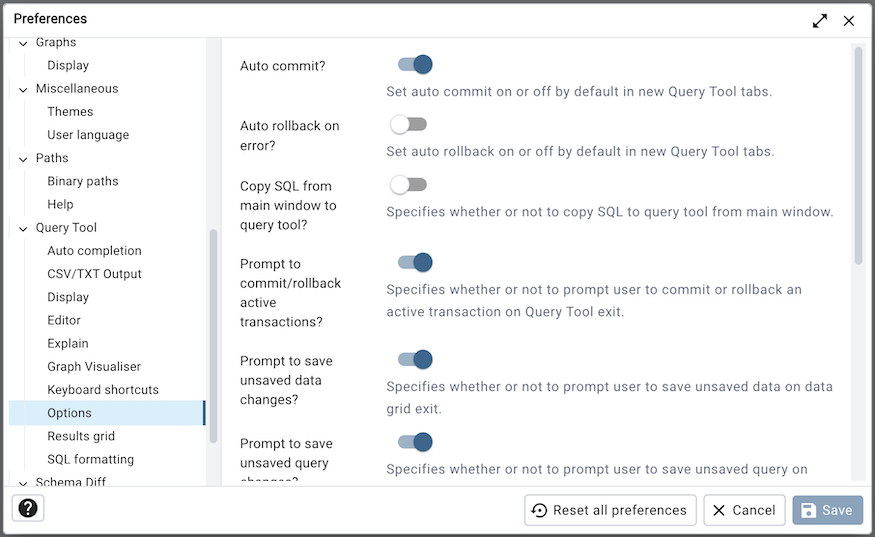 Preferences
Graphs
Display
Miscellaneous
Themes
User language
Paths
Binary paths
Help
Query Tool
Auto completion
CSV/TXT Output
Display
Editor
Explain
Graph Visualiser
Keyboard shortcuts
Options
Results grid
SQL formatting
Schema Diff
Auto commit?
Set auto commit on or off by default in new Query Tool tabs.
Auto rollback on
error?
Set auto rollback on or off by default in new Query Tool tabs.
Copy SQL from
main window to
query tool?
Specifies whether or not to copy SQL to query tool from main window.
Prompt to
commit/rollback
active
transactions?
Specifies whether or not to prompt user to commit or rollback an
active transaction on Query Tool exit.
Prompt to save
unsaved data
changes?
Specifies whether or not to prompt user to save unsaved data on data
grid exit.
Prompt to save
unsaved query
changes?
Specifies whether or not to prompt user to save unsaved query on
?
Reset all preferences
Cancel
Save